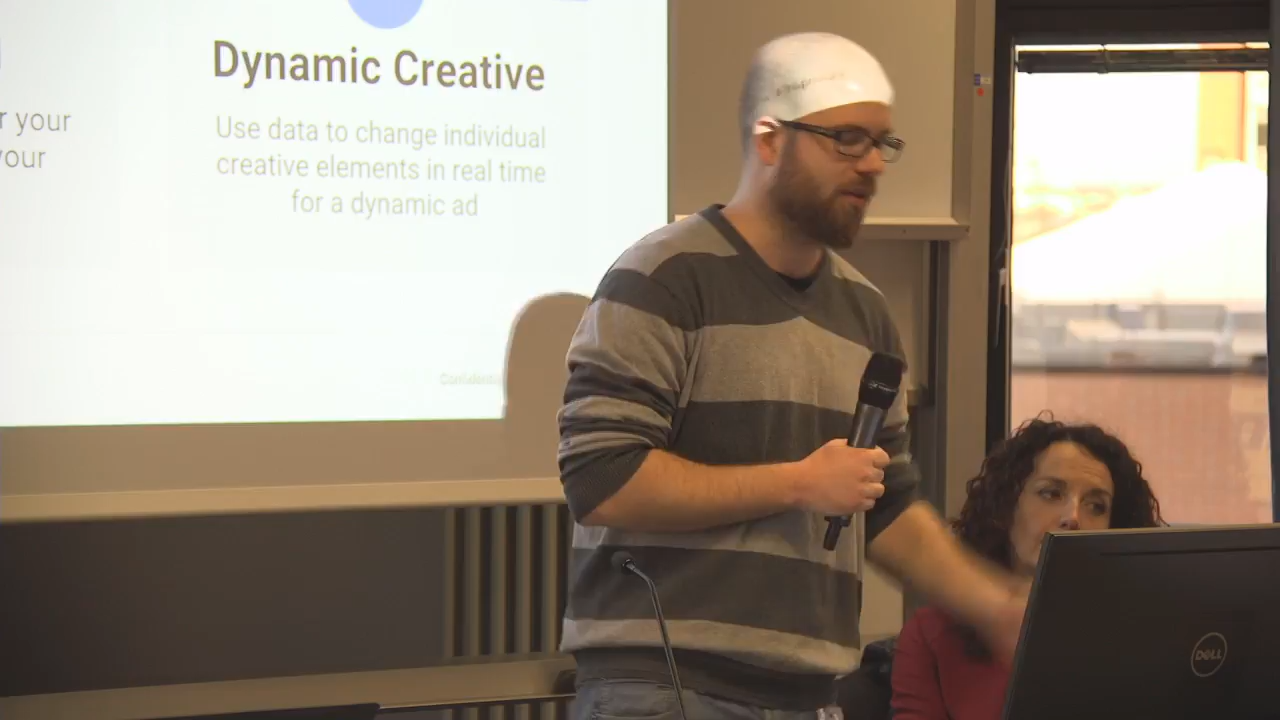 r your
your
Dynamic Creative
Use data to change individual
creative elements in real time
for a dynamic ad
DELL